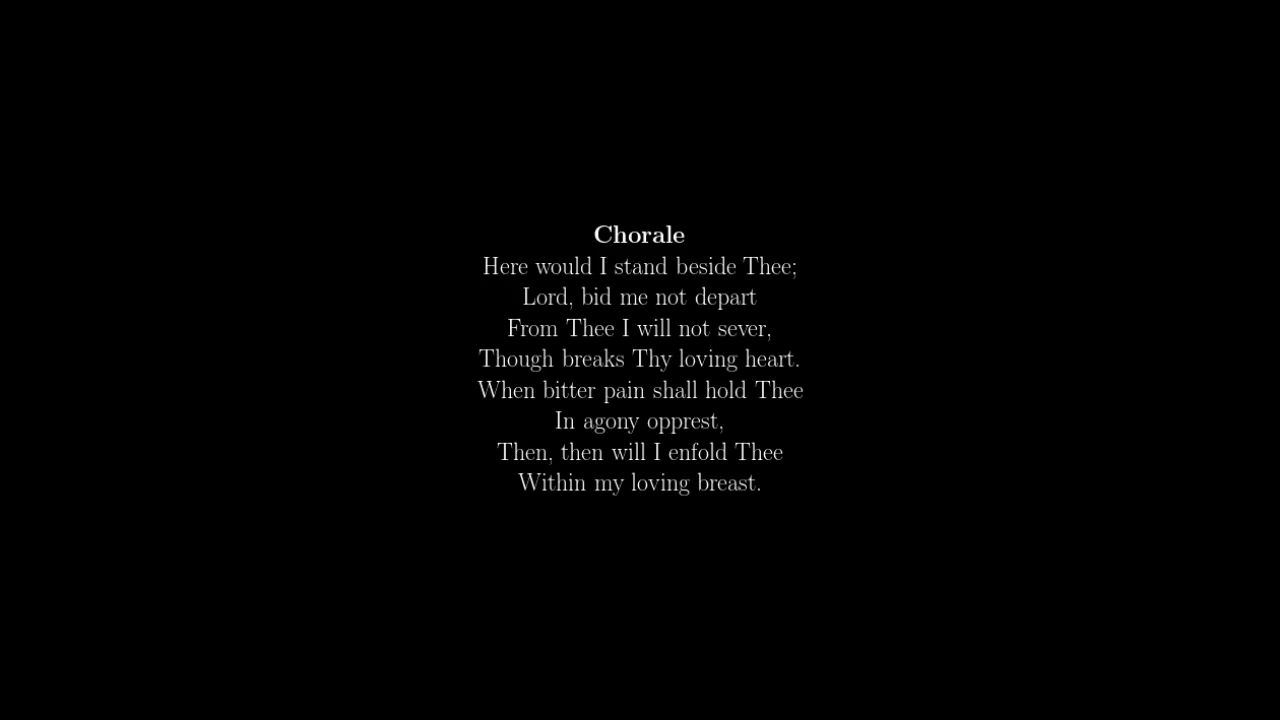 Chorale
Here would I stand beside Thee;
Lord, bid me not depart
From Thee I will not sever,
Though breaks Thy loving heart.
When bitter pain shall hold Thee
In agony opprest,
Then, then will I enfold Thee
Within my loving breast.